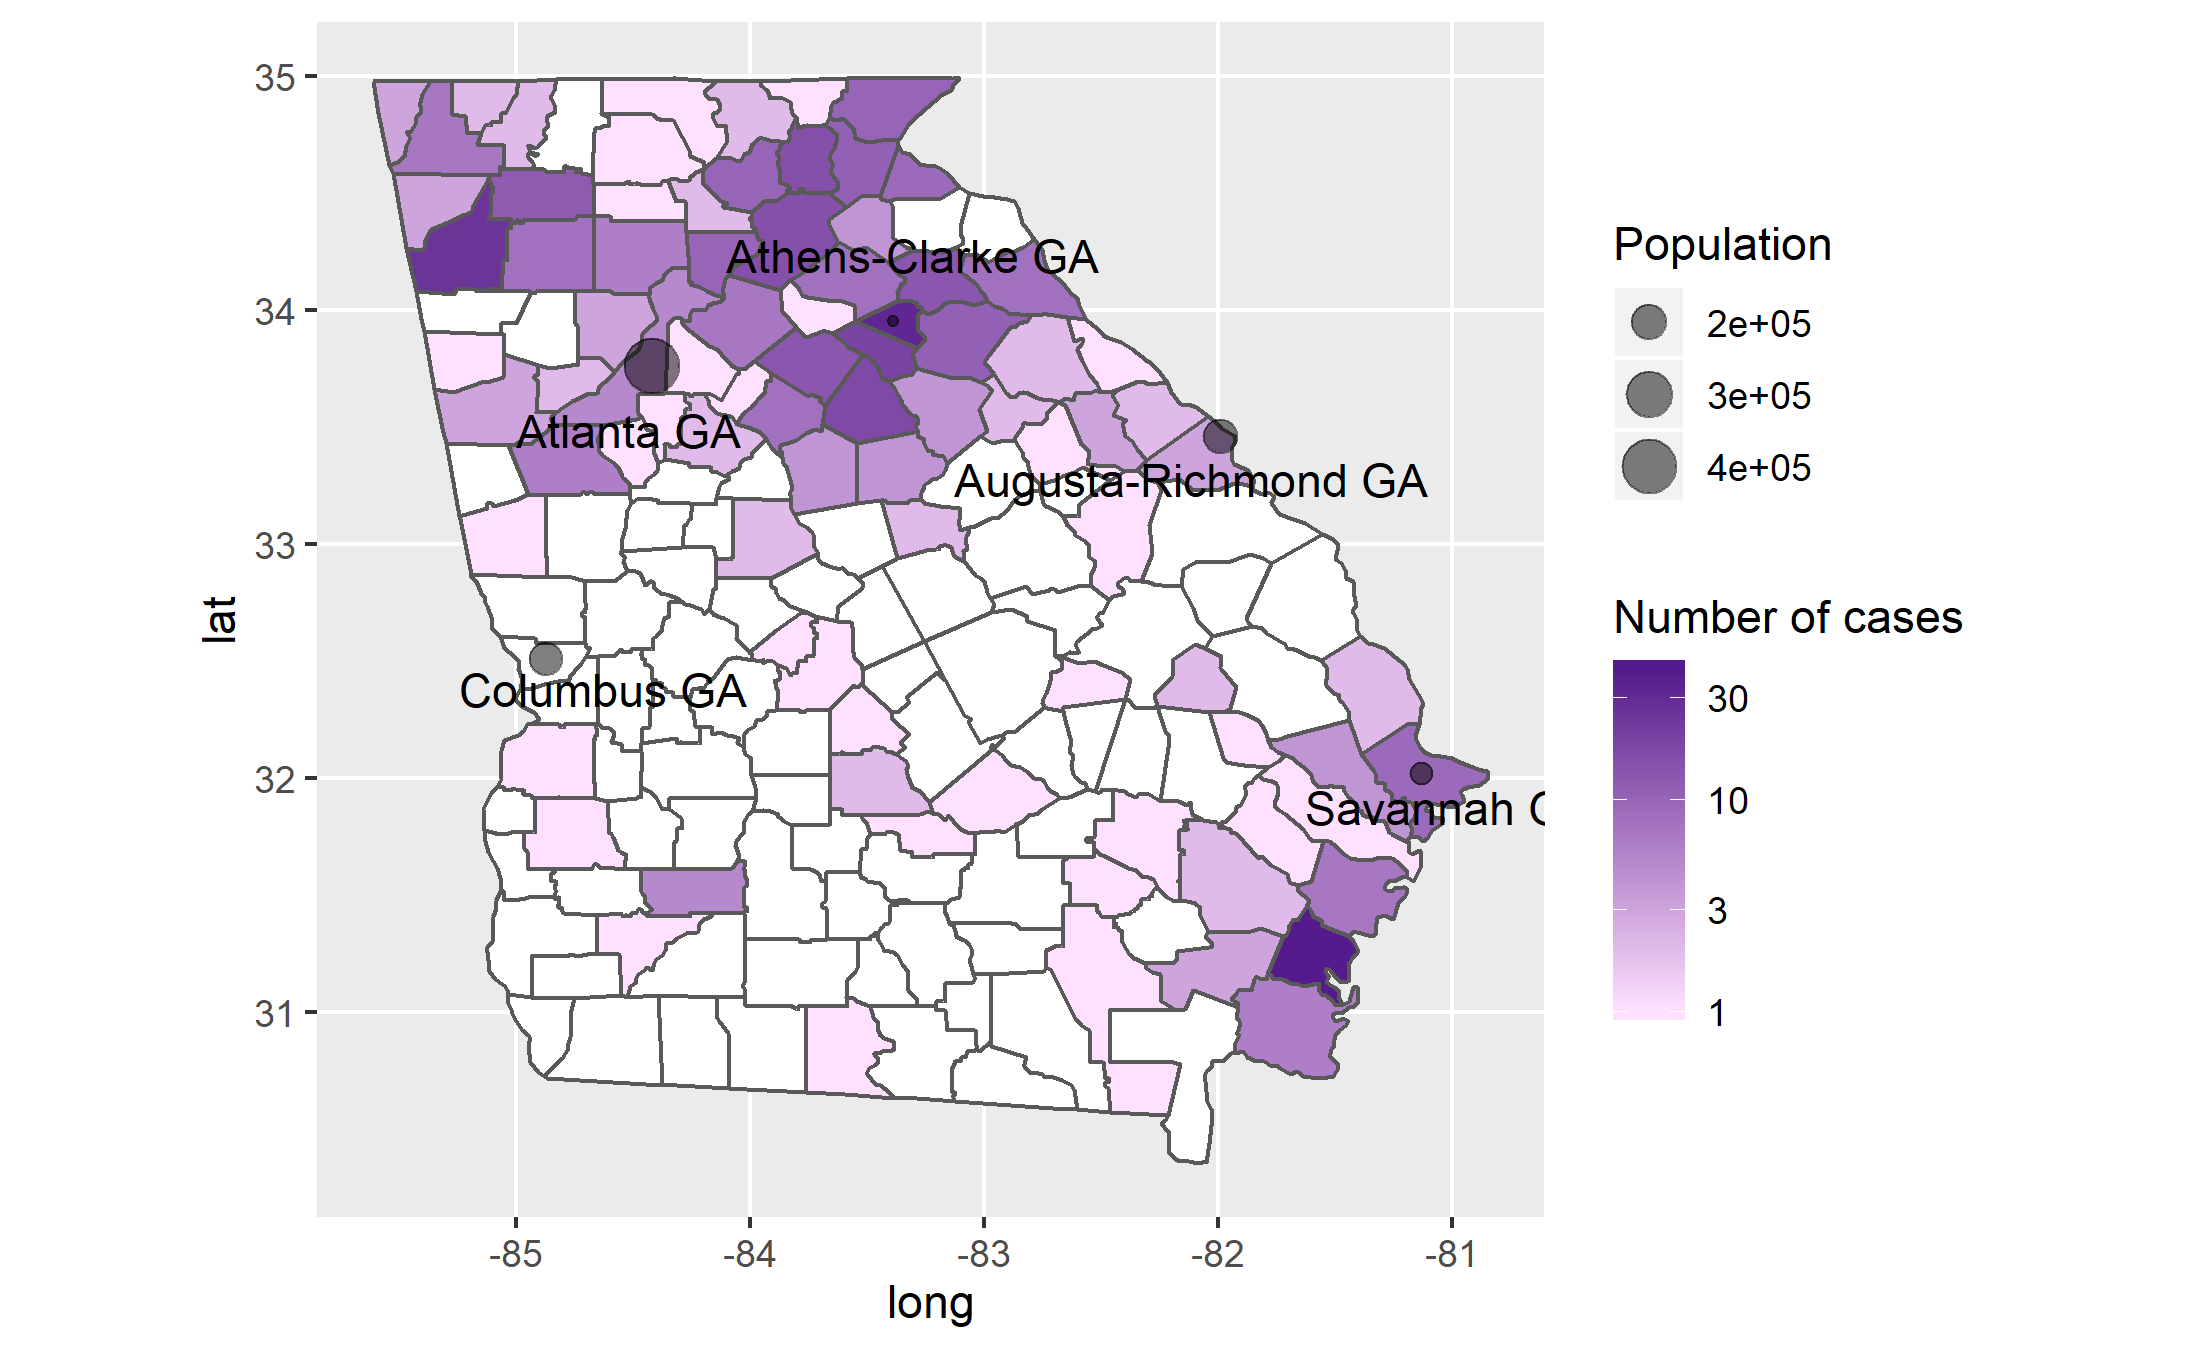 35
34
33
32
31
lat
-85
-84
-83
-82
-81
long
Athens-Clarke GA
Atlanta GA
Augusta-Richmond GA
Columbus GA
Savannah
Population
2e+05
3e+05
4e+05
Number of cases
30
10
3
1